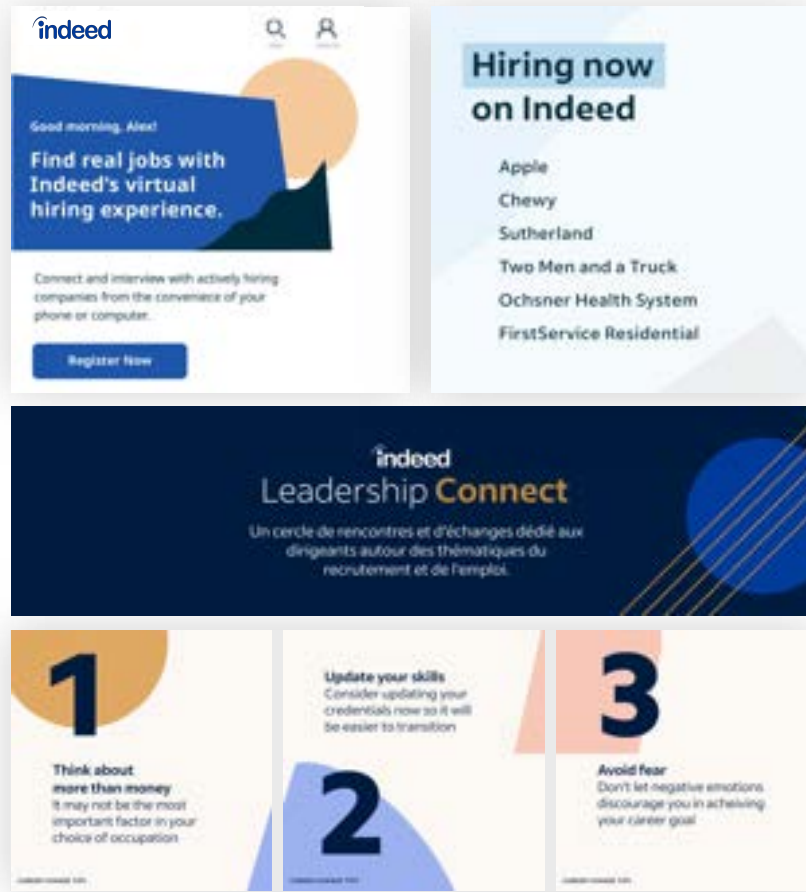 indeed
Good morning, Alex!
Find real jobs with
Indeed's virtual
hiring experience.
Connect and interview with actively hiring
companies from the conveniece of your
phone or computer.
Register Now
Hiring now
on Indeed
Apple
Chewy
Sutherland
Two Men and a Truck
Ochsner Health System
FirstService Residential
indeed
Leadership Connect
Un cercle de rencontres et d'échanges dédié aux
dirigeants autour des thématiques du
recrutement et de l'emploi.
1
Think about
more than money
It may not be the most
important factor in your
choice of occupation
Update your skills
Consider updating your
credentials now so it will
be easier to transition
2
3
Avoid fear
Don't let negative emotions
discourage you in acheiving
your career goal